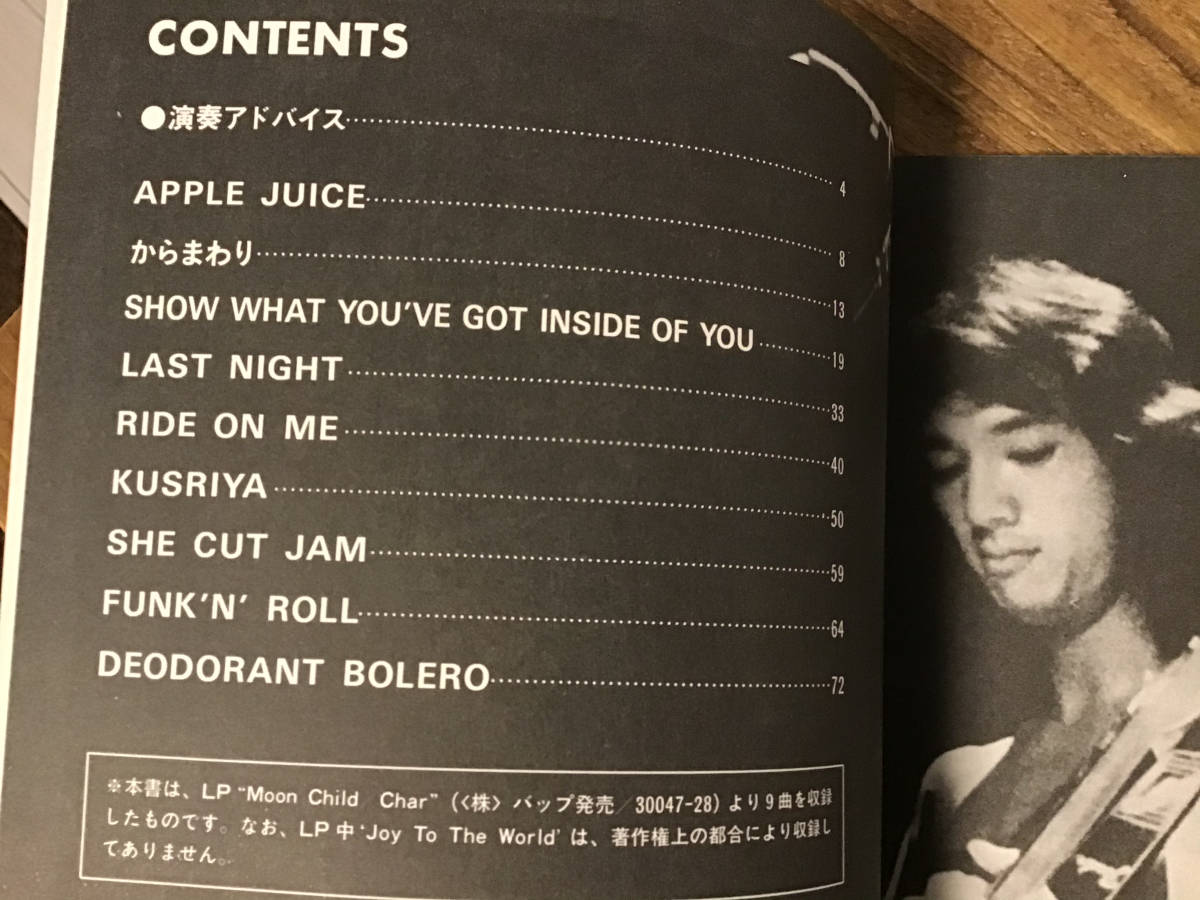 CONTENTS
●演奏アドバイス 4
APPLE JUICE 8
からまわり 13
SHOW WHAT YOU'VE GOT INSIDE OF YOU 19
LAST NIGHT 33
RIDE ON ME 40
KUSRIYA 50
SHE CUT JAM 59
FUNK'N' ROLL 64
DEODORANT BOLERO 72
※本書は、LP “Moon Child Char” (〈株〉バップ発売／30047-28) より9曲を収録
したものです。なお、LP中‘Joy To The World’は、著作権上の都合により収録し
てありません。